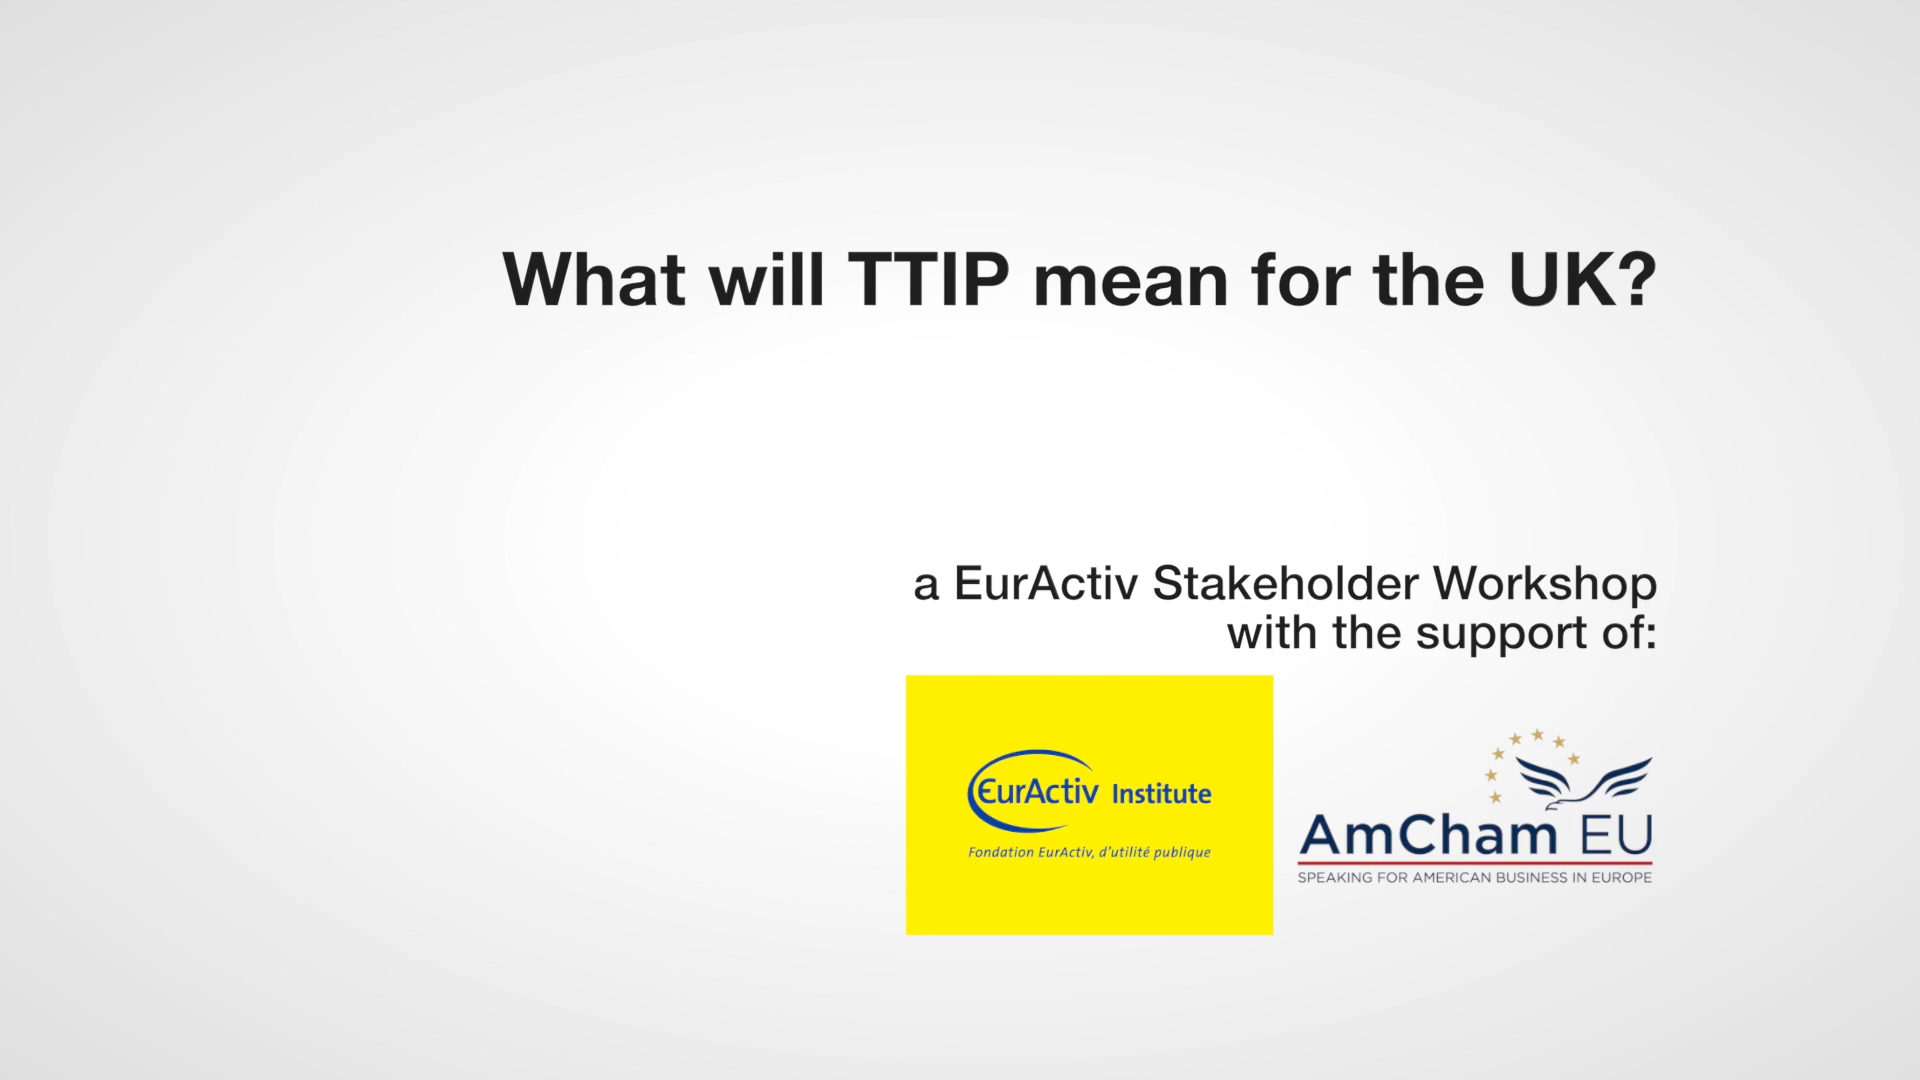 What will TTIP mean for the UK?
a EurActiv Stakeholder Workshop
with the support of:
EurActiv Institute
Fondation EurActiv, d'utilité publique
AmCham EU
SPEAKING FOR AMERICAN BUSINESS IN EUROPE